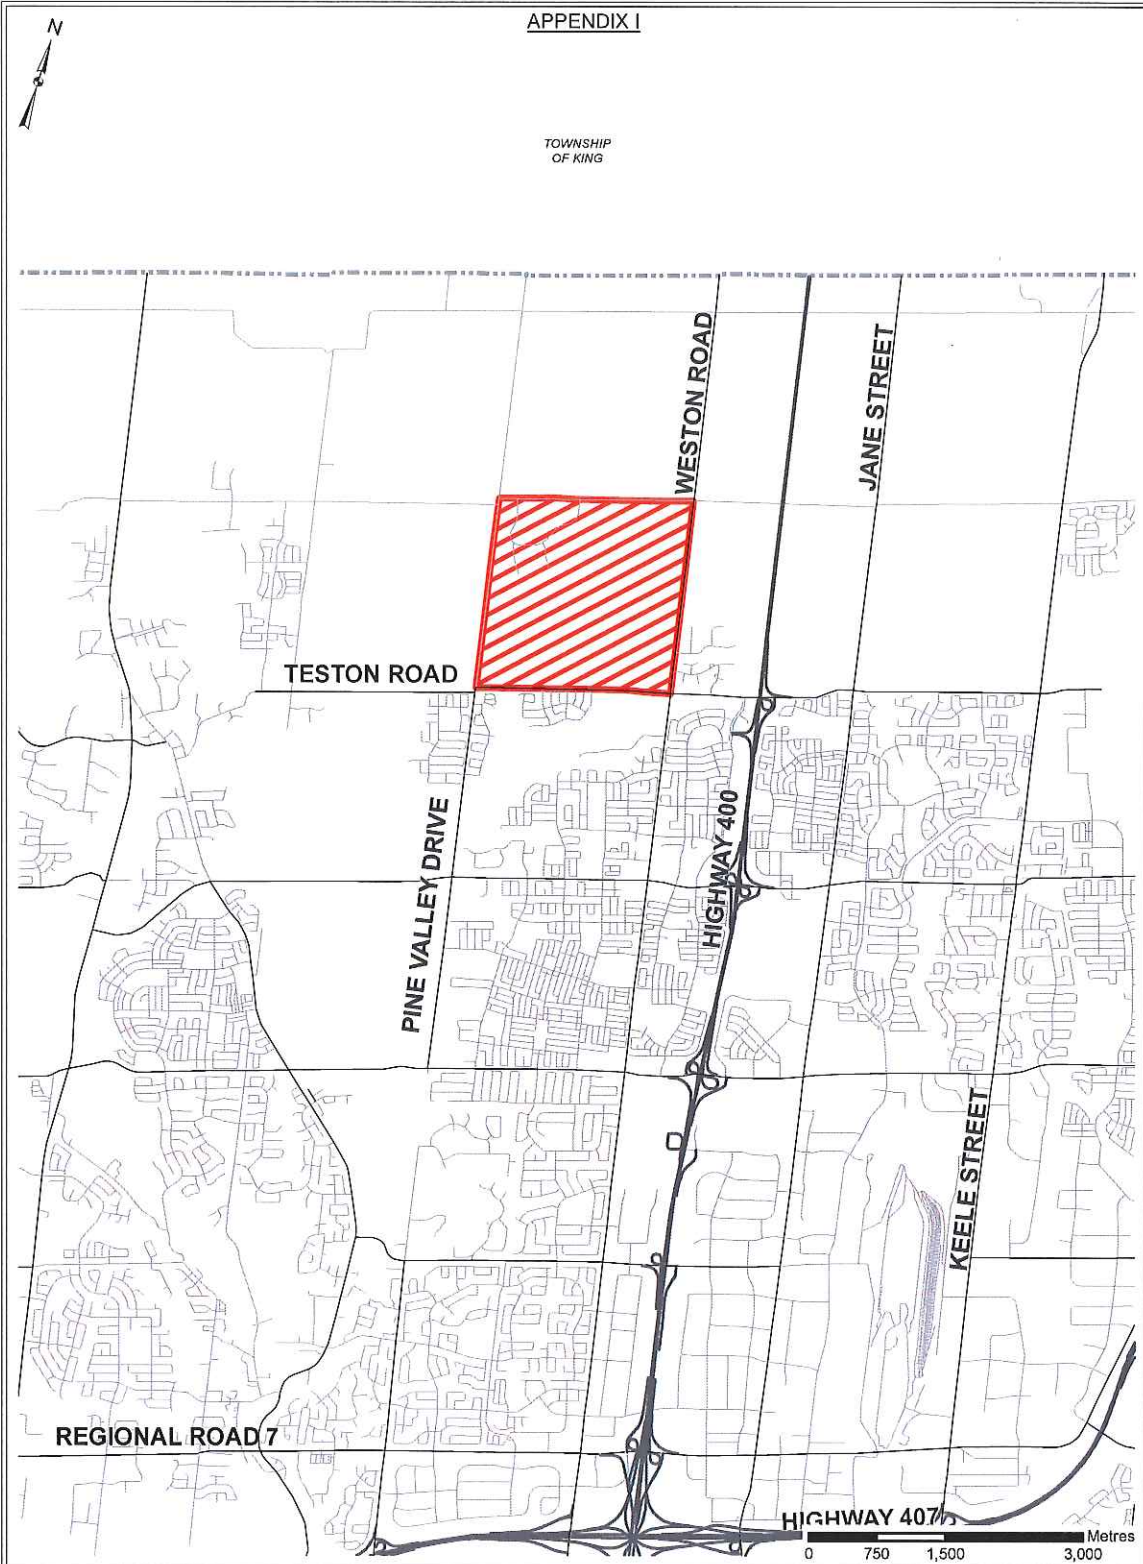 APPENDIX I
N
TOWNSHIP
OF KING
WESTON ROAD
JANE STREET
TESTON ROAD
PINE VALLEY DRIVE
HIGHWAY 400
KEELE STREET
REGIONAL ROAD 7
HIGHWAY 407
Metres
0 750 1,500 3,000